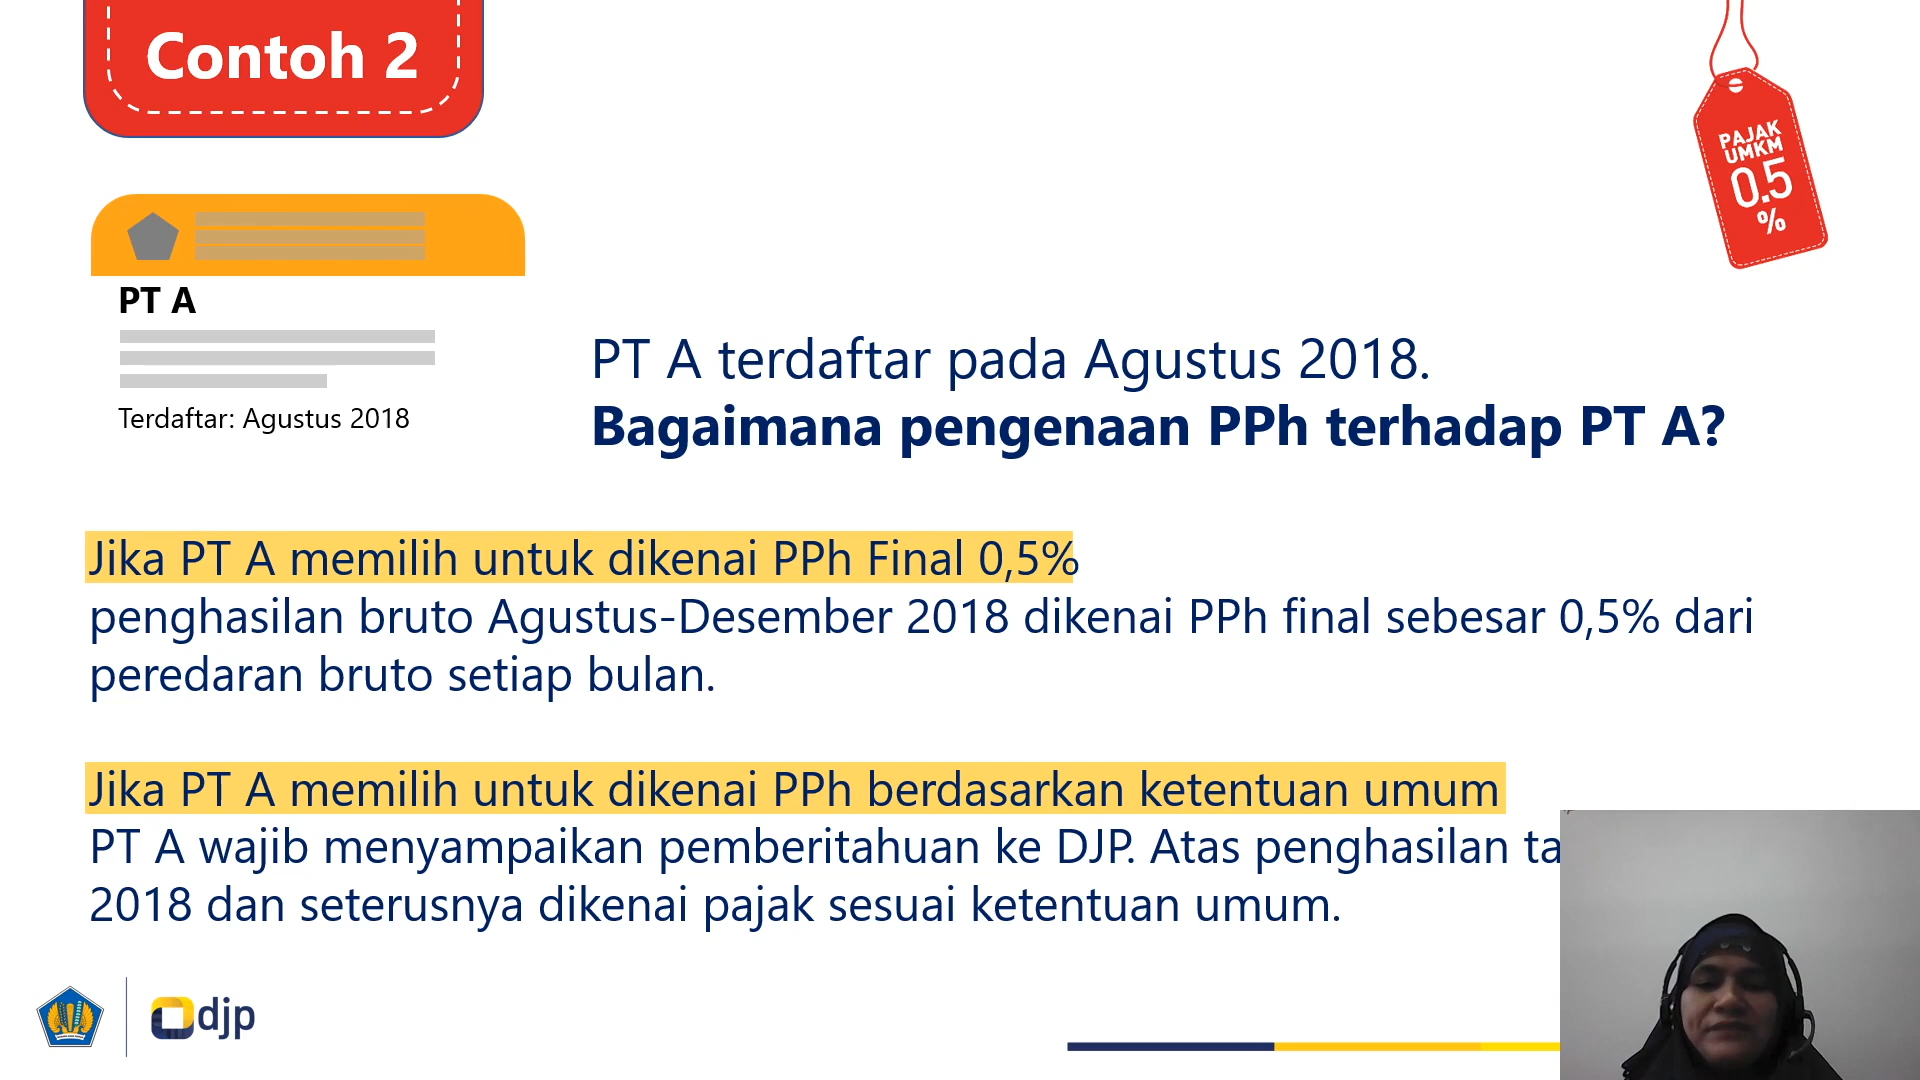 Contoh 2
PAJAK
UMKM
0.5
%
PT A
Terdaftar: Agustus 2018
PT A terdaftar pada Agustus 2018.
Bagaimana pengenaan PPh terhadap PT A?
Jika PT A memilih untuk dikenai PPh Final 0,5%
penghasilan bruto Agustus-Desember 2018 dikenai PPh final sebesar 0,5% dari
peredaran bruto setiap bulan.
Jika PT A memilih untuk dikenai PPh berdasarkan ketentuan umum
PT A wajib menyampaikan pemberitahuan ke DJP. Atas penghasilan ta
2018 dan seterusnya dikenai pajak sesuai ketentuan umum.
djp